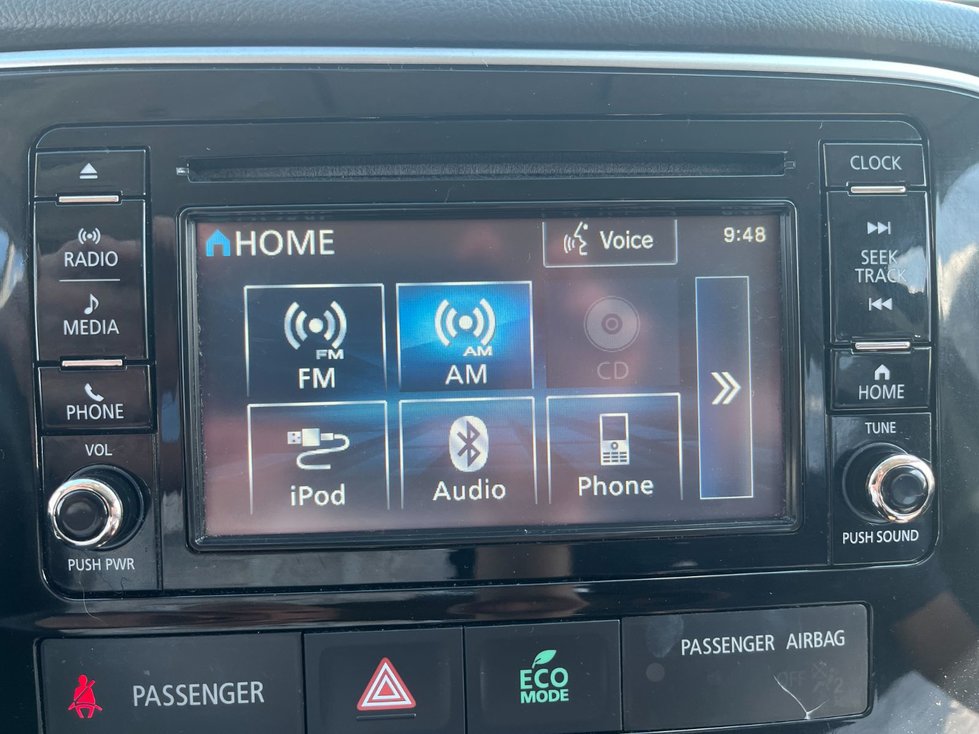 CLOCK
RADIO
MEDIA
PHONE
VOL
PUSH PWR
HOME
Voice
9:48
FM
FM
AM
AM
CD
iPod
Audio
Phone
SEEK
TRACK
HOME
TUNE
PUSH SOUND
PASSENGER
ECO
MODE
PASSENGER AIRBAG
OFF